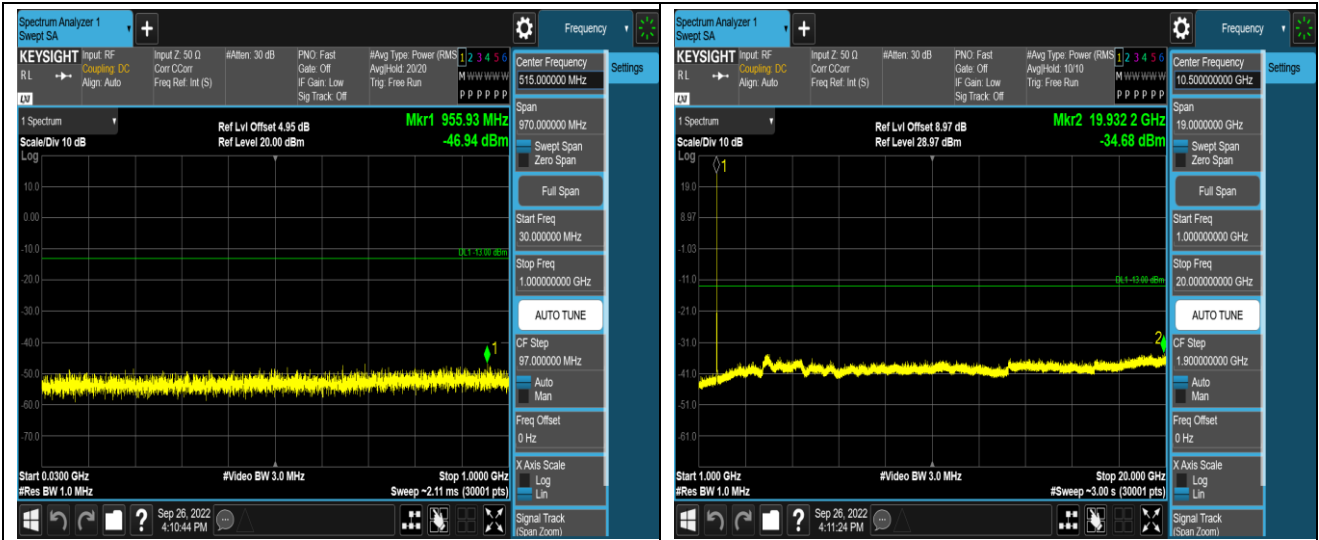 Spectrum Analyzer 1
Swept SA
+
Frequency
KEYSIGHT
RL
Input: RF
Coupling: DC
Align: Auto
Input Z: 50 Ω
Corr CCorr
Freq Ref: Int (S)
#Atten: 30 dB
PNO: Fast
Gate: Off
IF Gain: Low
Sig Track: Off
#Avg Type: Power (RMS
Avg|Hold: 20/20
Trig: Free Run
1 2 3 4 5 6
M W W W W W
P P P P P P
1 Spectrum
Scale/Div 10 dB
Ref Lvl Offset 4.95 dB
Ref Level 20.00 dBm
Mkr1 955.93 MHz
-46.94 dBm
Log
10.0
0.00
-10.0
-20.0
-30.0
-40.0
-50.0
-60.0
-70.0
DL1 -13.00 dBm
1
Start 0.0300 GHz
#Res BW 1.0 MHz
#Video BW 3.0 MHz
Stop 1.0000 GHz
Sweep ~2.11 ms (30001 pts)
Sep 26, 2022
4:10:44 PM
Center Frequency
515.000000 MHz
Span
970.000000 MHz
Swept Span
Zero Span
Full Span
Start Freq
30.000000 MHz
Stop Freq
1.000000000 GHz
AUTO TUNE
CF Step
97.000000 MHz
Auto
Man
Freq Offset
0 Hz
X Axis Scale
Log
Lin
Signal Track
(Span Zoom)
Settings
Spectrum Analyzer 1
Swept SA
+
Frequency
KEYSIGHT
RL
Input: RF
Coupling: DC
Align: Auto
Input Z: 50 Ω
Corr CCorr
Freq Ref: Int (S)
#Atten: 30 dB
PNO: Fast
Gate: Off
IF Gain: Low
Sig Track: Off
#Avg Type: Power (RMS
Avg|Hold: 10/10
Trig: Free Run
1 2 3 4 5 6
M W W W W W
P P P P P P
1 Spectrum
Scale/Div 10 dB
Ref Lvl Offset 8.97 dB
Ref Level 28.97 dBm
Mkr2 19.932 2 GHz
-34.68 dBm
Log
1
19.0
8.97
-1.03
-11.0
-21.0
-31.0
-41.0
-51.0
-61.0
DL1 -13.00 dBm
2
Start 1.000 GHz
#Res BW 1.0 MHz
#Video BW 3.0 MHz
Stop 20.000 GHz
#Sweep ~3.00 s (30001 pts)
Sep 26, 2022
4:11:24 PM
Center Frequency
10.500000000 GHz
Span
19.0000000 GHz
Swept Span
Zero Span
Full Span
Start Freq
1.000000000 GHz
Stop Freq
20.000000000 GHz
AUTO TUNE
CF Step
1.900000000 GHz
Auto
Man
Freq Offset
0 Hz
X Axis Scale
Log
Lin
Signal Track
(Span Zoom)
Settings